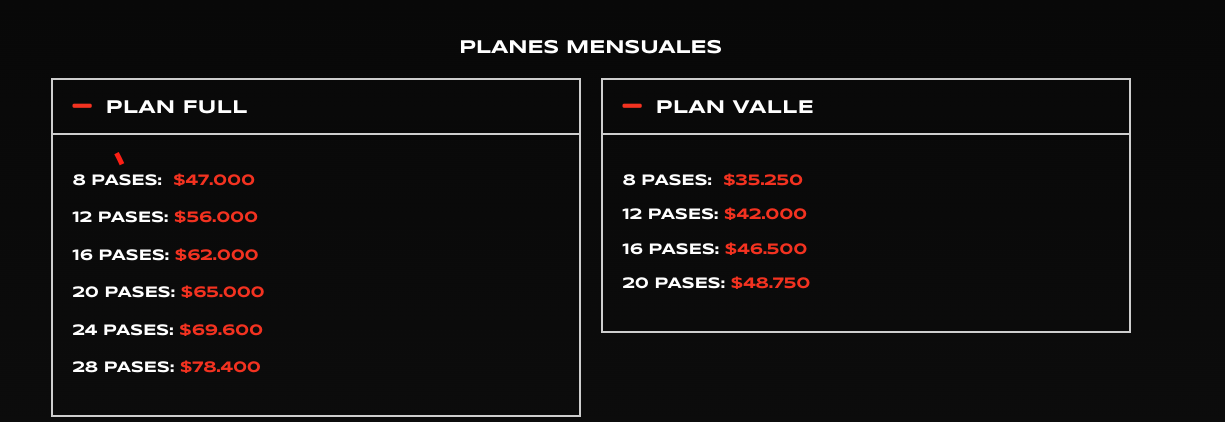 PLANES MENSUALES
PLAN FULL
8 PASES: $47.000
12 PASES: $56.000
16 PASES: $62.000
20 PASES: $65.000
24 PASES: $69.600
28 PASES: $78.400
PLAN VALLE
8 PASES: $35.250
12 PASES: $42.000
16 PASES: $46.500
20 PASES: $48.750